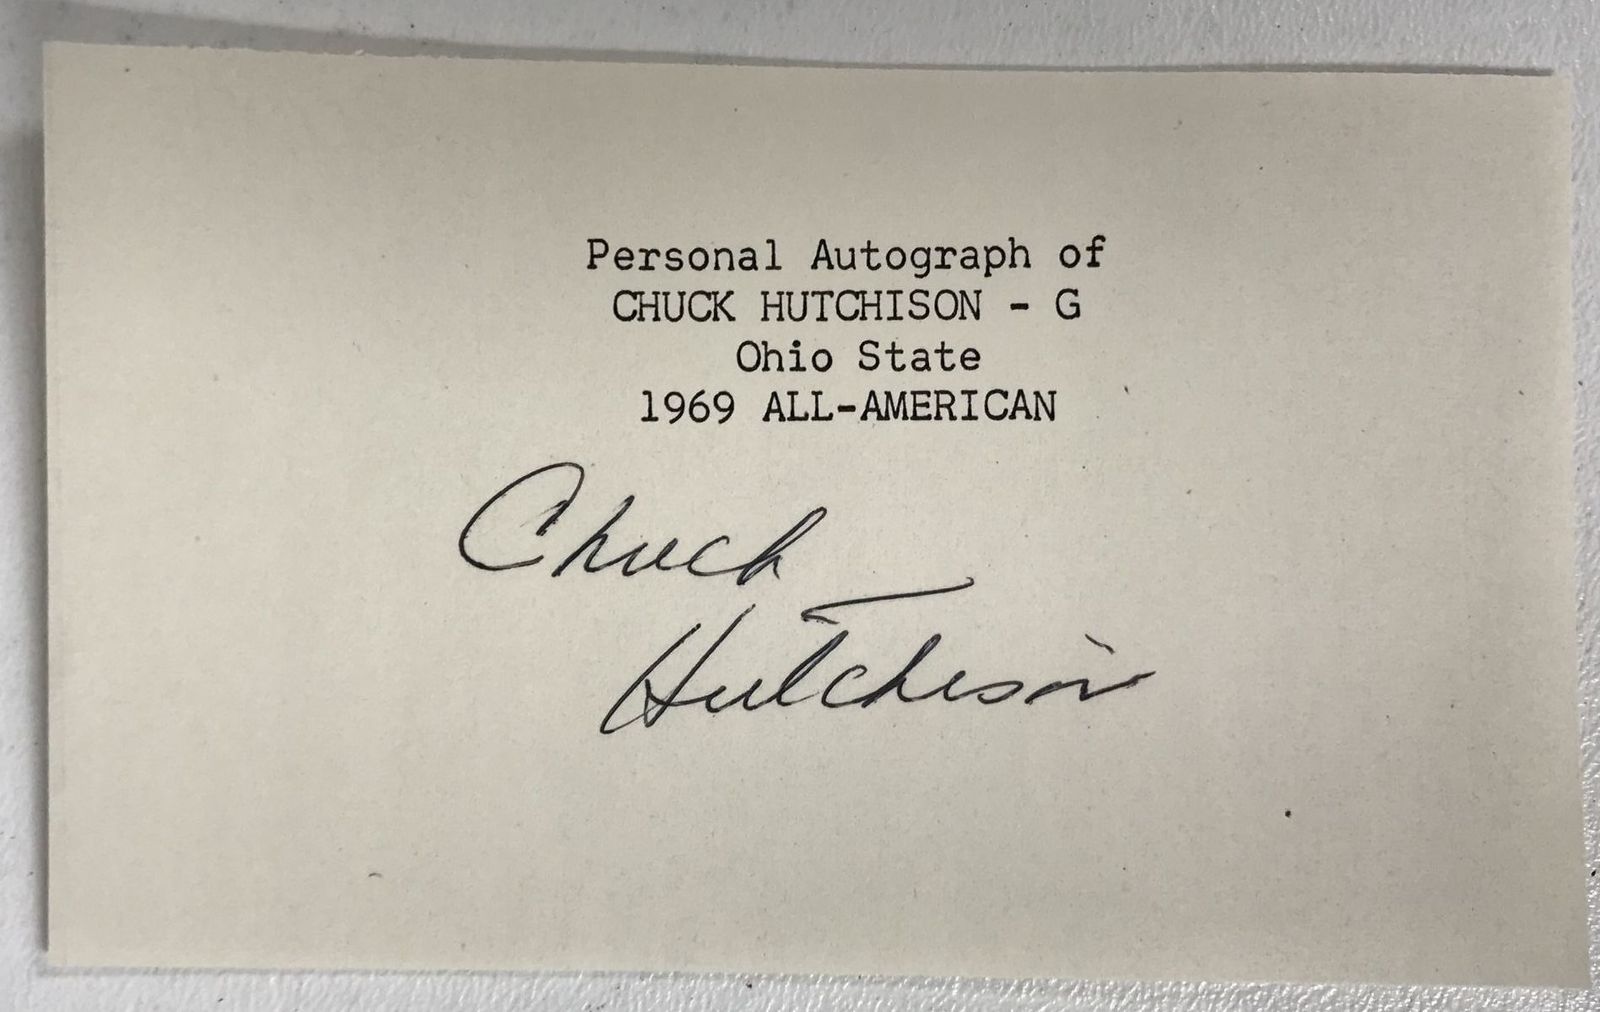 Personal Autograph of
CHUCK HUTCHISON - G
Ohio State
1969 ALL-AMERICAN
Chuck
Hutchison